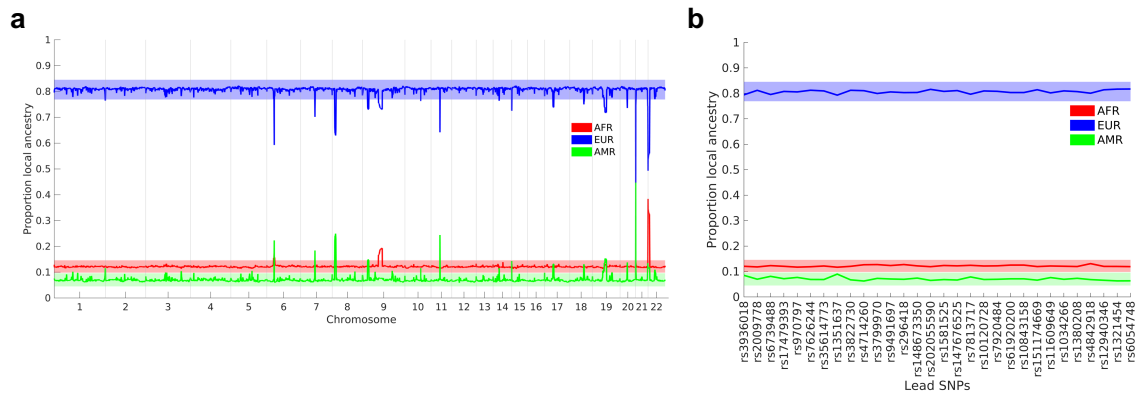 a
1
0.9
0.8
0.7
0.6
0.5
0.4
0.3
0.2
0.1
0
Proportion local ancestry
AFR
EUR
AMR
1 2 3 4 5 6 7 8 9 10 11 12 13 14 15 16 17 18 19 20 21 22
Chromosome
b
1
0.9
0.8
0.7
0.6
0.5
0.4
0.3
0.2
0.1
0
Proportion local ancestry
AFR
EUR
AMR
rs3936018
rs2009778
rs6739488
rs17479393
rs970797
rs7626244
rs35614773
rs1351637
rs3822730
rs4714260
rs3799970
rs9491697
rs296418
rs148673350
rs202055590
rs1581525
rs147676525
rs7813717
rs10120728
rs7920484
rs61920200
rs10843158
rs151174669
rs11609649
rs1034266
rs1380208
rs4842918
rs12940346
rs1321454
rs6054748
Lead SNPs